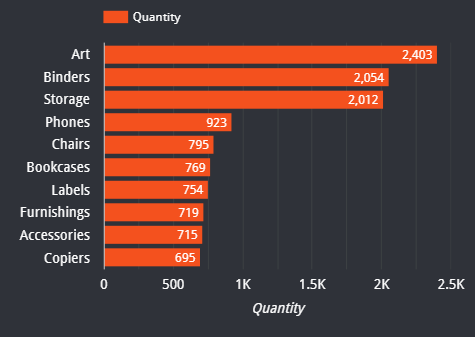 Quantity
Art 2,403
Binders 2,054
Storage 2,012
Phones 923
Chairs 795
Bookcases 769
Labels 754
Furnishings 719
Accessories 715
Copiers 695
0 500 1K 1.5K 2K 2.5K
Quantity